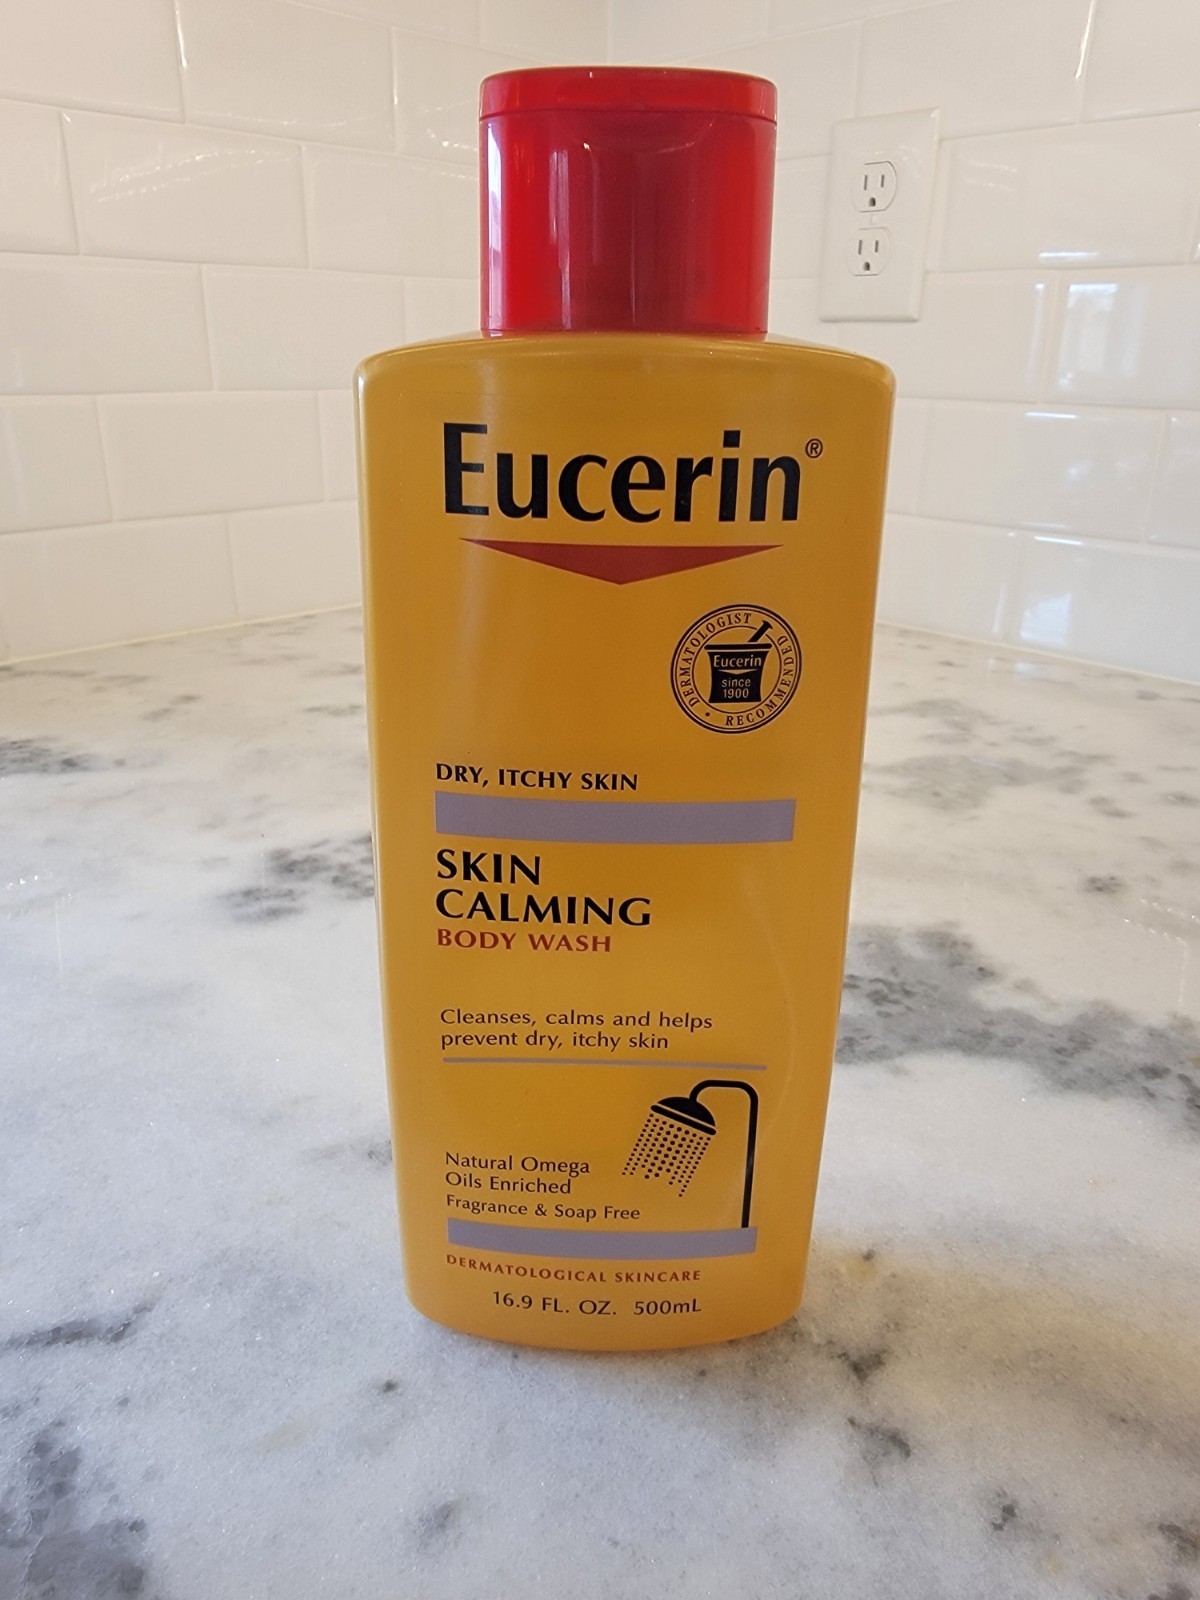 Eucerin®
DERMATOLOGIST RECOMMENDED
Eucerin
since
1900
DRY, ITCHY SKIN
SKIN
CALMING
BODY WASH
Cleanses, calms and helps
prevent dry, itchy skin
Natural Omega
Oils Enriched
Fragrance & Soap Free
DERMATOLOGICAL SKINCARE
16.9 FL. OZ. 500mL